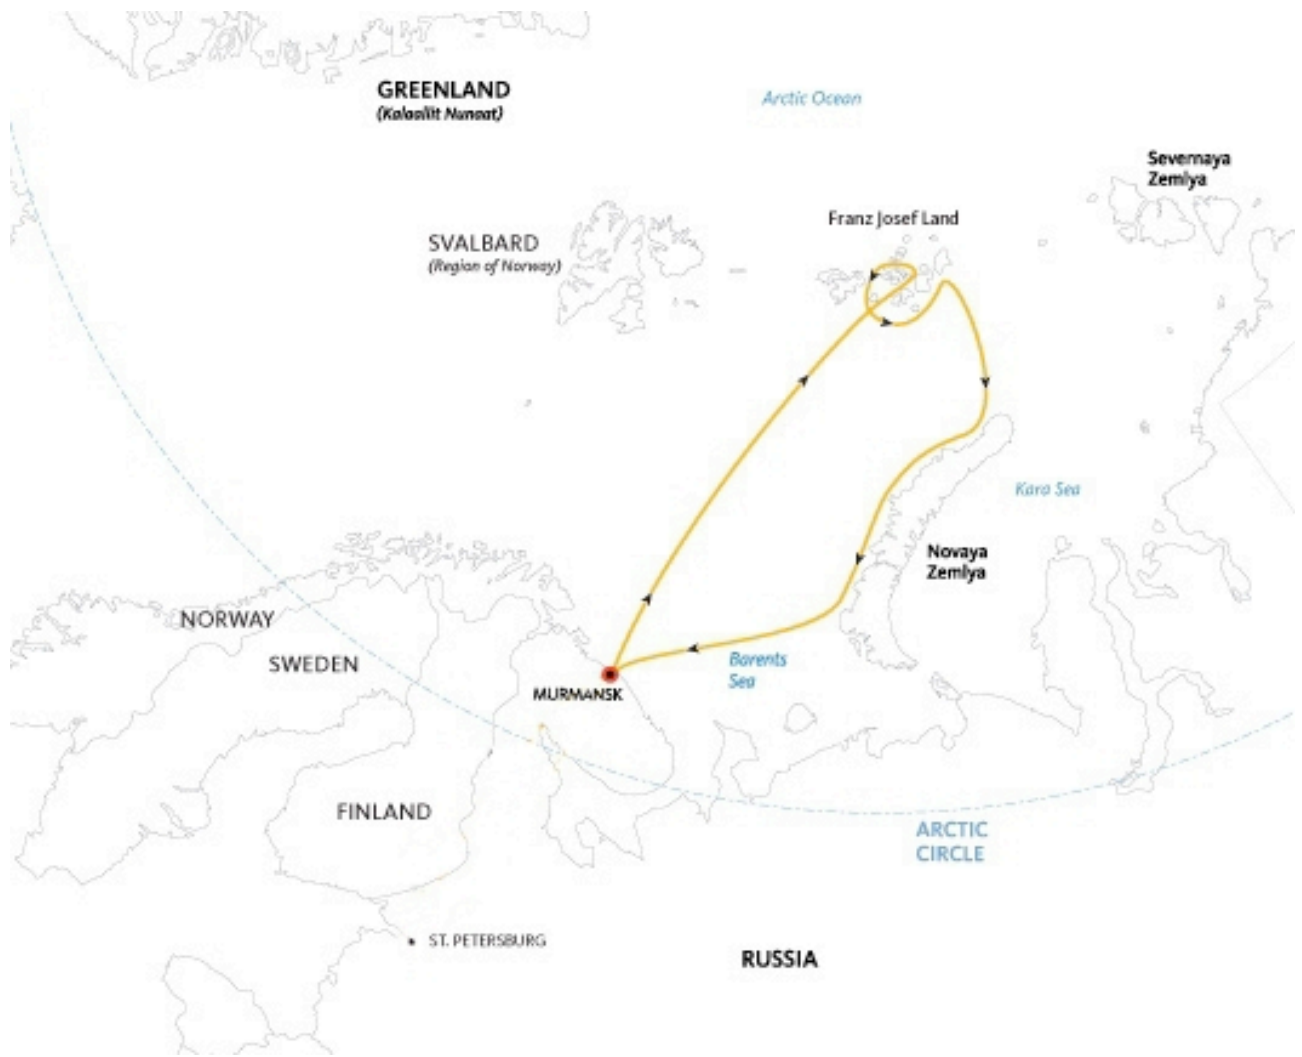 GREENLAND
(Kalaallit Nunaat)
Arctic Ocean
Severnaya
Zemlya
Franz Josef Land
SVALBARD
(Region of Norway)
Kara Sea
Novaya
Zemlya
NORWAY
SWEDEN
Barents
Sea
MURMANSK
FINLAND
ARCTIC
CIRCLE
ST. PETERSBURG
RUSSIA